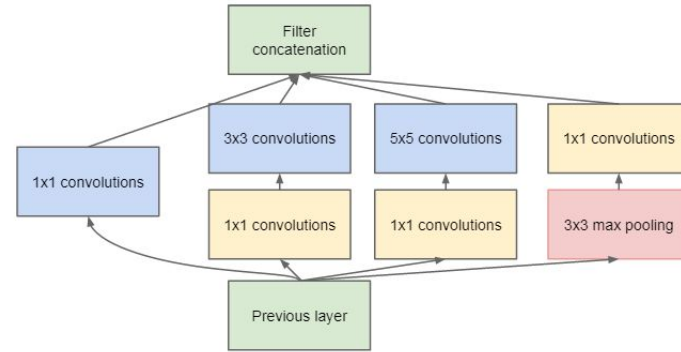 Filter
concatenation
3x3 convolutions
5x5 convolutions
1x1 convolutions
1x1 convolutions
1x1 convolutions
1x1 convolutions
3x3 max pooling
Previous layer